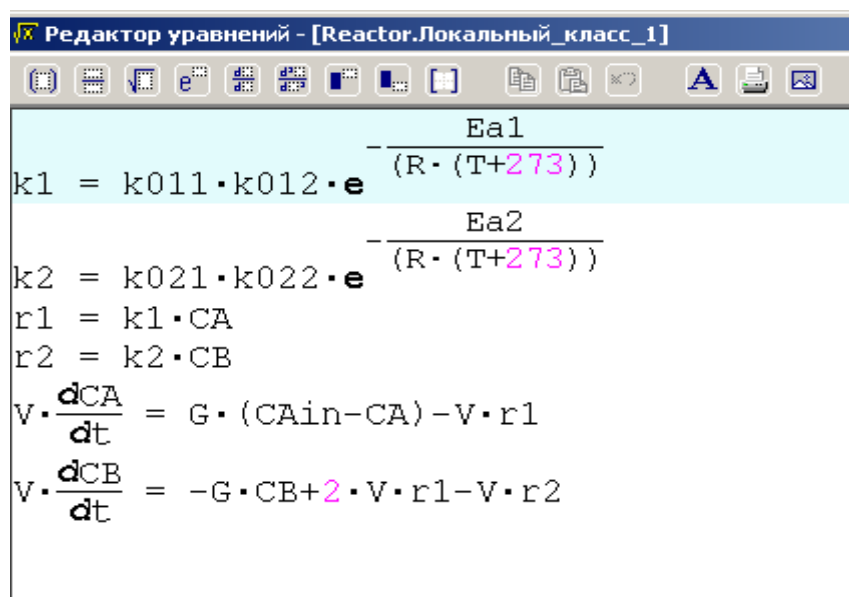 Редактор уравнений - [Reactor.Локальный_класс_1]
k1 = k011·k012·e^(-Ea1/(R·(T+273)))
k2 = k021·k022·e^(-Ea2/(R·(T+273)))
r1 = k1·CA
r2 = k2·CB
V·dCA/dt = G·(CAin-CA)-V·r1
V·dCB/dt = -G·CB+2·V·r1-V·r2